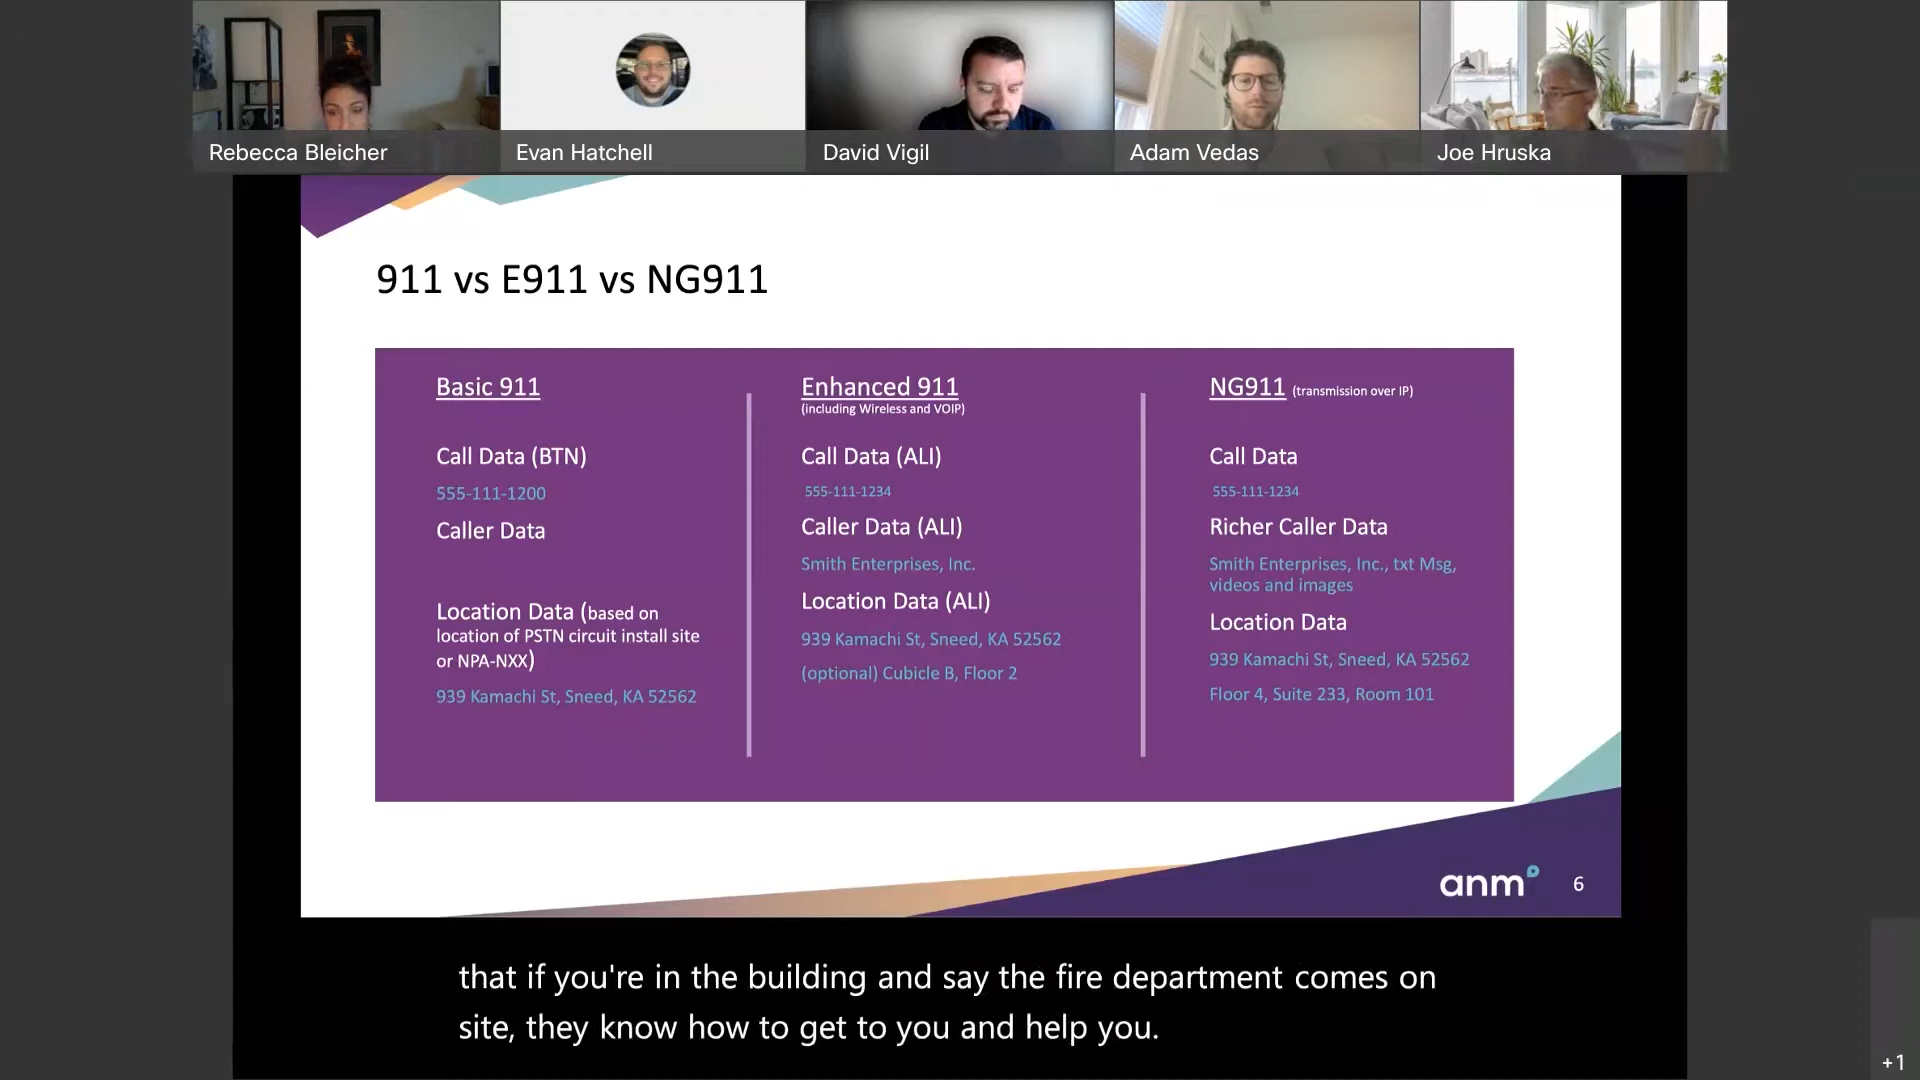 Rebecca Bleicher
Evan Hatchell
David Vigil
Adam Vedas
Joe Hruska
911 vs E911 vs NG911
Basic 911
Call Data (BTN)
555-111-1200
Caller Data
Location Data (based on
location of PSTN circuit install site
or NPA-NXX)
939 Kamachi St, Sneed, KA 52562
Enhanced 911
(including Wireless and VOIP)
Call Data (ALI)
555-111-1234
Caller Data (ALI)
Smith Enterprises, Inc.
Location Data (ALI)
939 Kamachi St, Sneed, KA 52562
(optional) Cubicle B, Floor 2
NG911 (transmission over IP)
Call Data
555-111-1234
Richer Caller Data
Smith Enterprises, Inc., txt Msg,
videos and images
Location Data
939 Kamachi St, Sneed, KA 52562
Floor 4, Suite 233, Room 101
anm 6
that if you're in the building and say the fire department comes on
site, they know how to get to you and help you.
+1